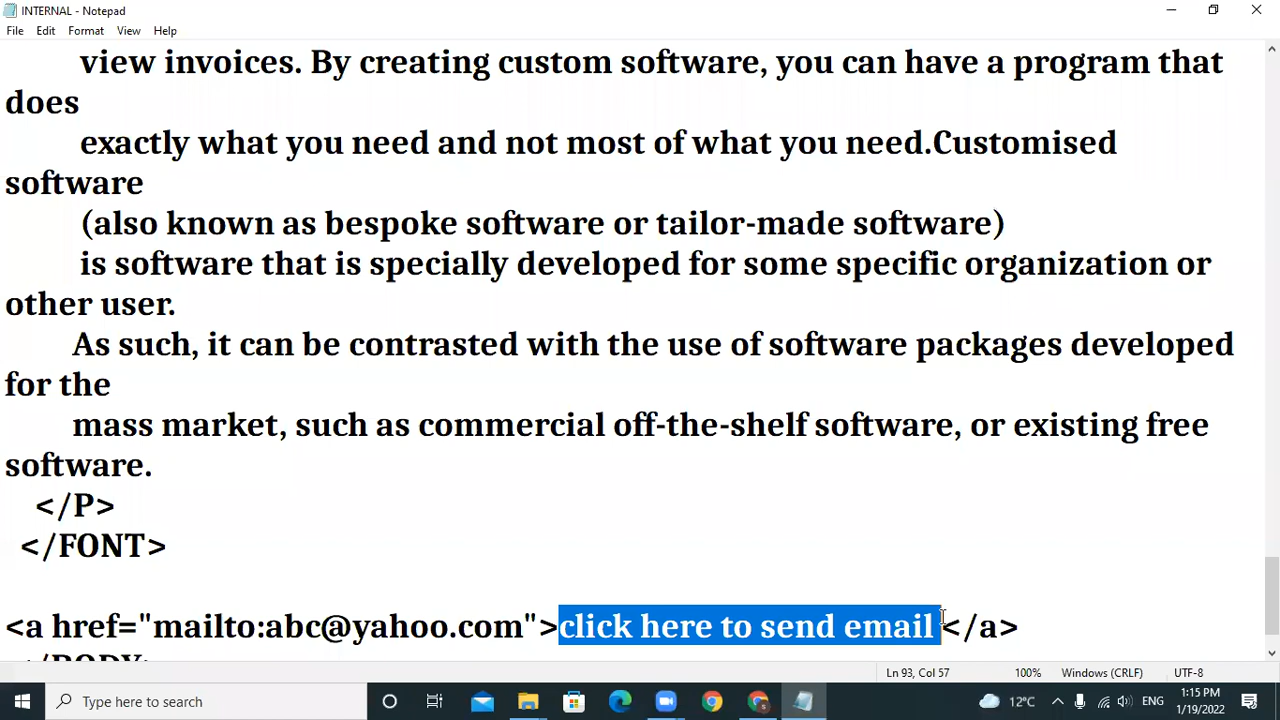 INTERNAL - Notepad
File Edit Format View Help
view invoices. By creating custom software, you can have a program that
does
exactly what you need and not most of what you need.Customised
software
(also known as bespoke software or tailor-made software)
is software that is specially developed for some specific organization or
other user.
As such, it can be contrasted with the use of software packages developed
for the
mass market, such as commercial off-the-shelf software, or existing free
software.
</P>
</FONT>
<a href="mailto:abc@yahoo.com">click here to send email </a>
</BODY>
Ln 93, Col 57 100% Windows (CRLF) UTF-8
Type here to search 12°C ENG 1:15 PM
1/19/2022